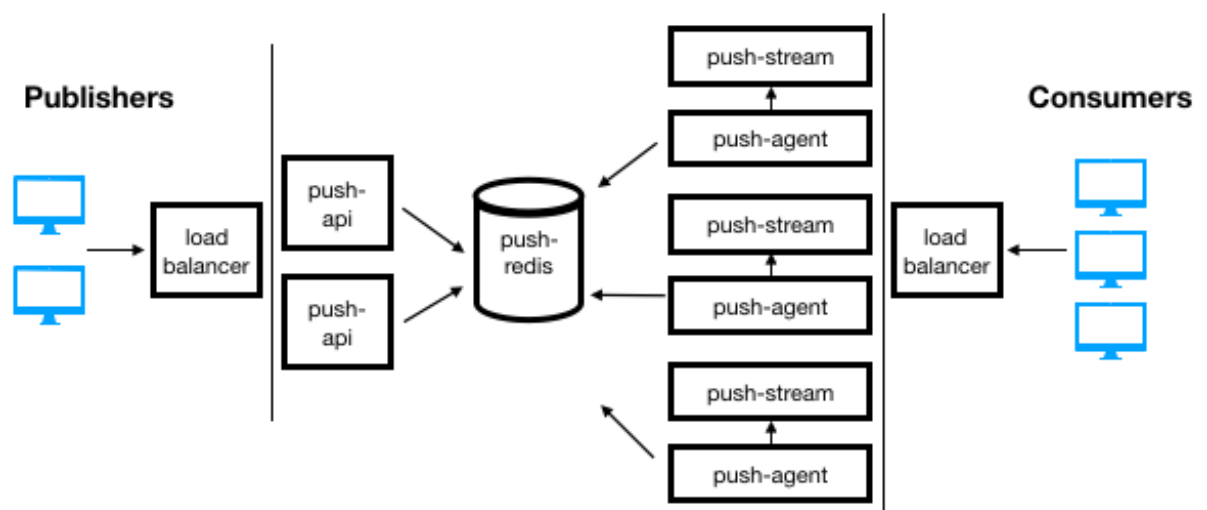 Publishers
load
balancer
push-
api
push-
api
push-
redis
push-stream
push-agent
push-stream
push-agent
push-stream
push-agent
load
balancer
Consumers